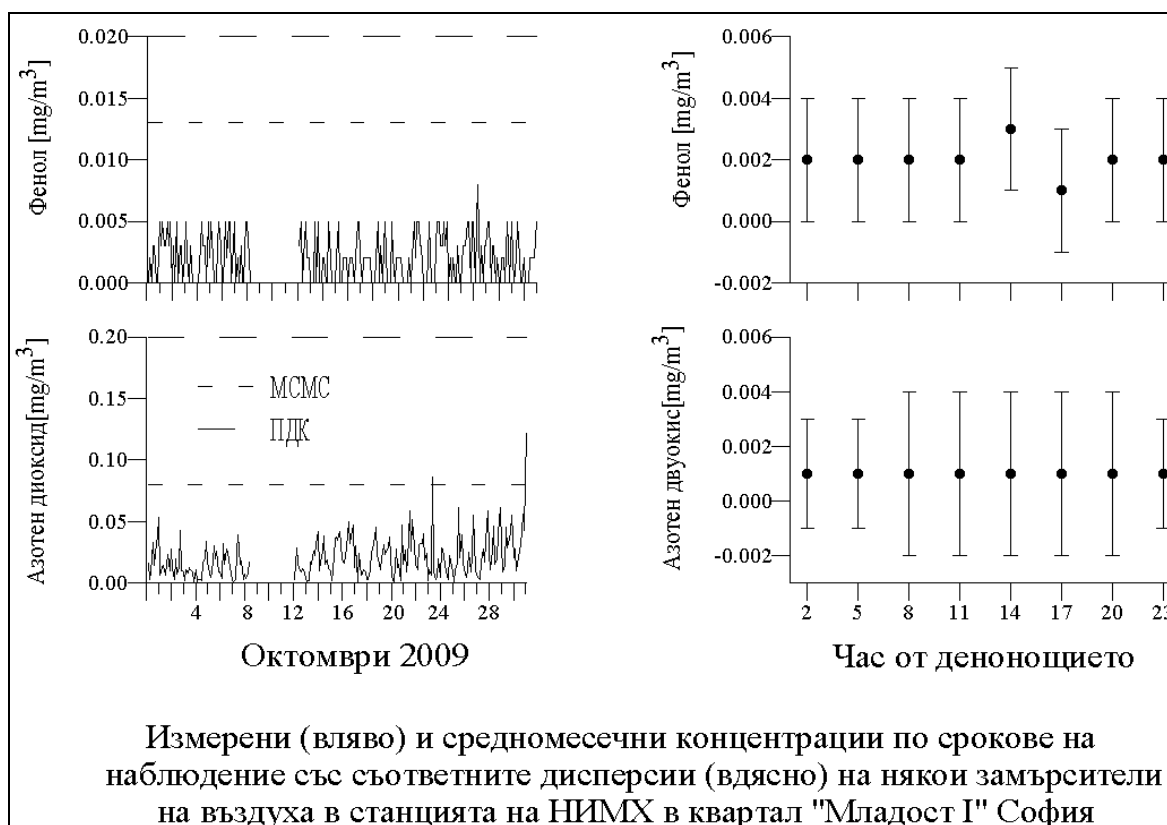 Фенол [mg/m³]
0.020
0.015
0.010
0.005
0.000
Фенол [mg/m³]
0.006
0.004
0.002
0.000
-0.002
Азотен диоксид[mg/m³]
0.20
0.15
0.10
0.05
0.00
МСМС
ПДК
4 8 12 16 20 24 28
Октомври 2009
Азотен двуокис[mg/m³]
0.006
0.004
0.002
0.000
-0.002
2 5 8 11 14 17 20 23
Час от денонощието
Измерени (вляво) и средномесечни концентрации по срокове на
наблюдение със съответните дисперсии (вдясно) на някои замърсители
на въздуха в станцията на НИМХ в квартал "Младост I" София